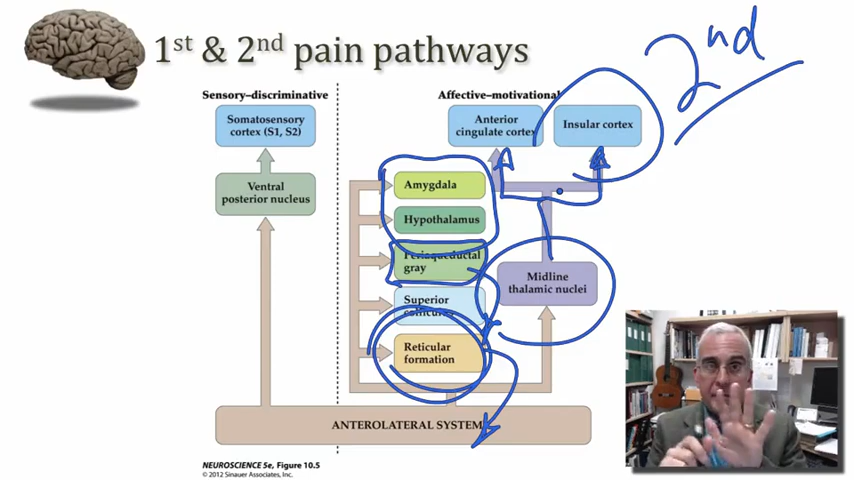 1st & 2nd pain pathways
2nd
Sensory–discriminative
Affective–motivational
Somatosensory
cortex (S1, S2)
Anterior
cingulate cortex
Insular cortex
Ventral
posterior nucleus
Amygdala
Hypothalamus
Periaqueductal
gray
Midline
thalamic nuclei
Superior
colliculus
Reticular
formation
ANTEROLATERAL SYSTEM
NEUROSCIENCE 5e, Figure 10.5
© 2012 Sinauer Associates, Inc.